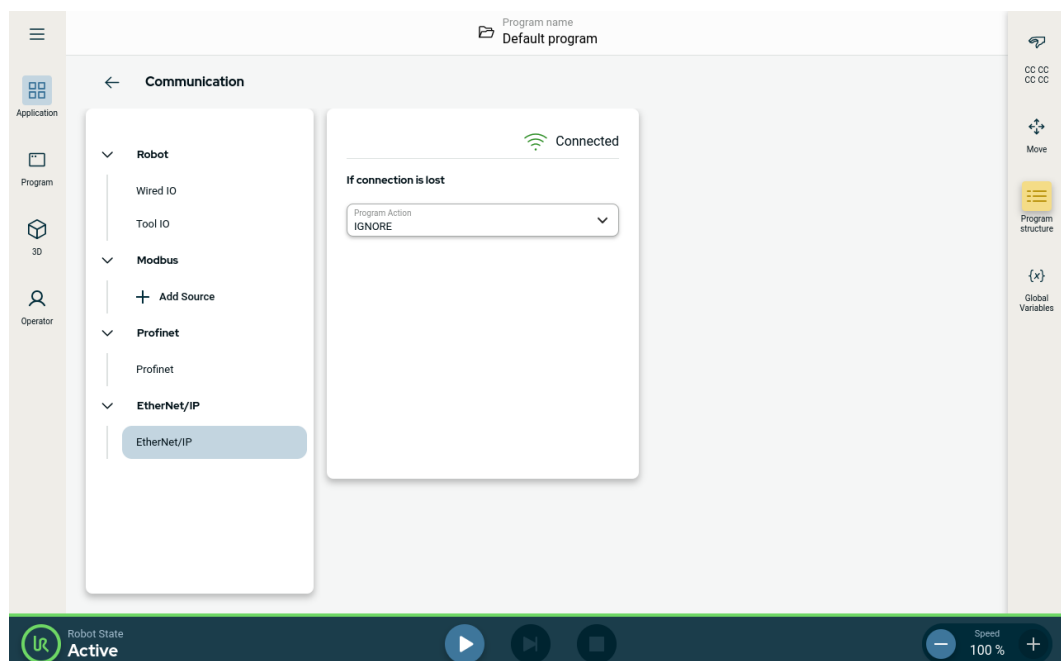 Program name
Default program
Application
Program
3D
Operator
Communication
Robot
Wired IO
Tool IO
Modbus
Add Source
Profinet
Profinet
EtherNet/IP
EtherNet/IP
Connected
If connection is lost
Program Action
IGNORE
CC CC
CC CC
Move
Program
structure
{x}
Global
Variables
UR
Robot State
Active
Speed
100 %